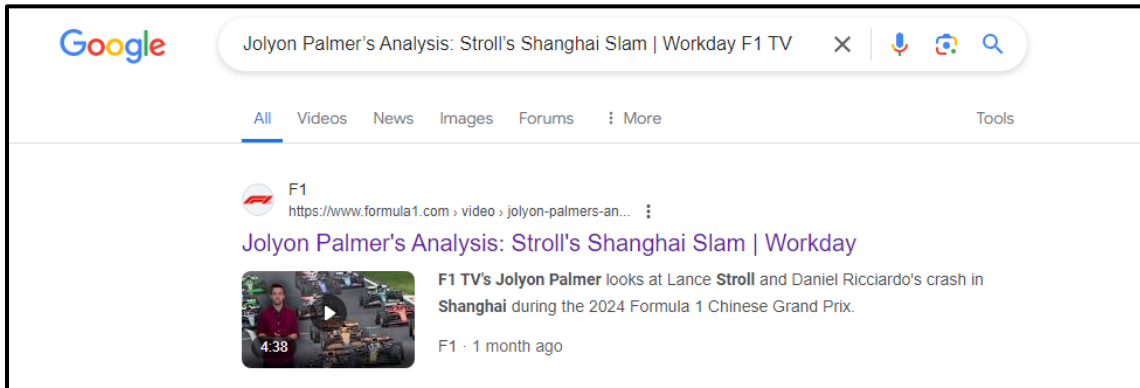 Google
Jolyon Palmer’s Analysis: Stroll’s Shanghai Slam | Workday F1 TV
All Videos News Images Forums More Tools
F1
https://www.formula1.com › video › jolyon-palmers-an...
Jolyon Palmer's Analysis: Stroll's Shanghai Slam | Workday
F1 TV's Jolyon Palmer looks at Lance Stroll and Daniel Ricciardo's crash in
Shanghai during the 2024 Formula 1 Chinese Grand Prix.
4:38
F1 · 1 month ago